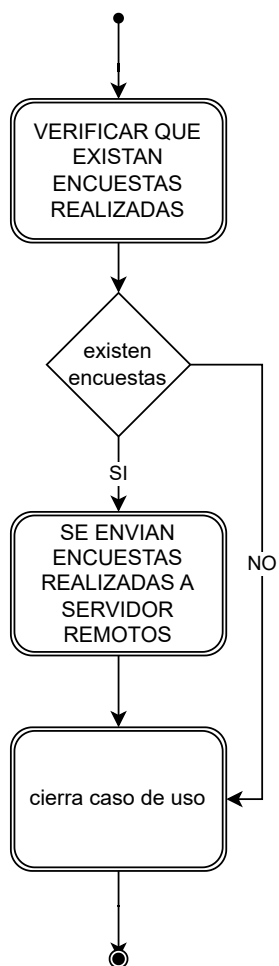 VERIFICAR QUE
EXISTAN
ENCUESTAS
REALIZADAS
existen
encuestas
SI
SE ENVIAN
ENCUESTAS
REALIZADAS A
SERVIDOR
REMOTOS
NO
cierra caso de uso